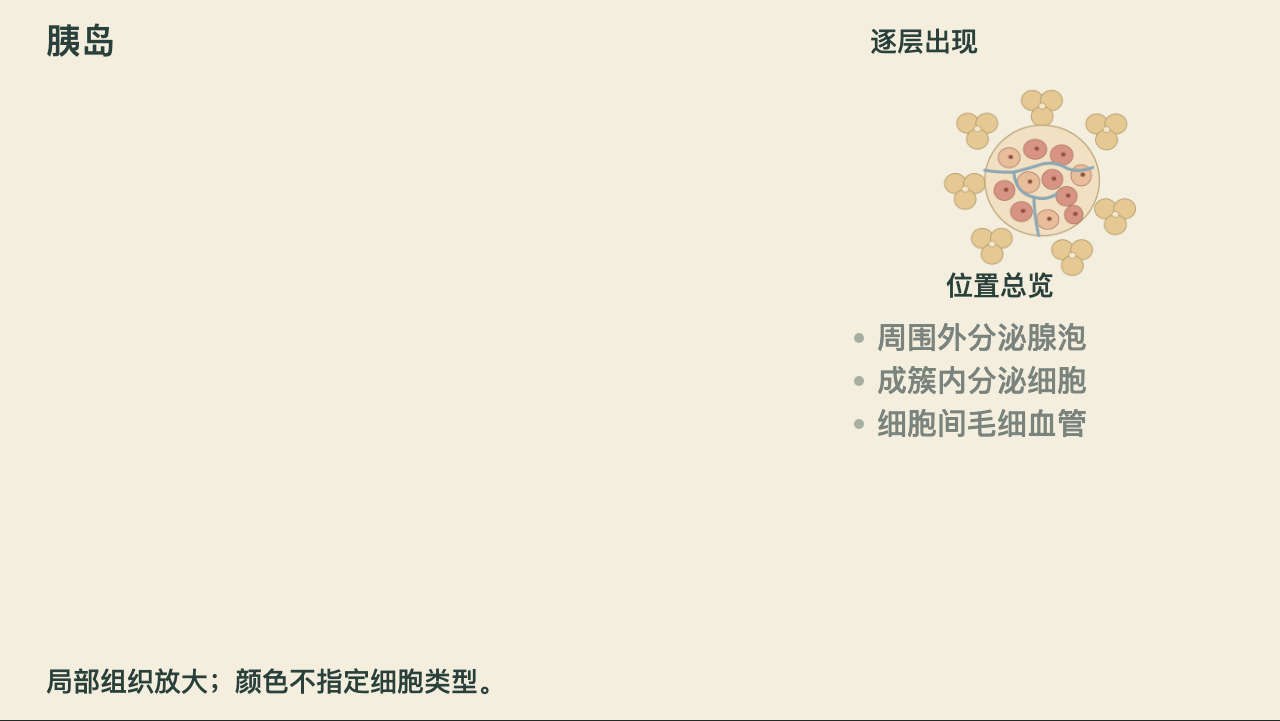 胰岛
逐层出现
位置总览
周围外分泌腺泡
成簇内分泌细胞
细胞间毛细血管
局部组织放大；颜色不指定细胞类型。